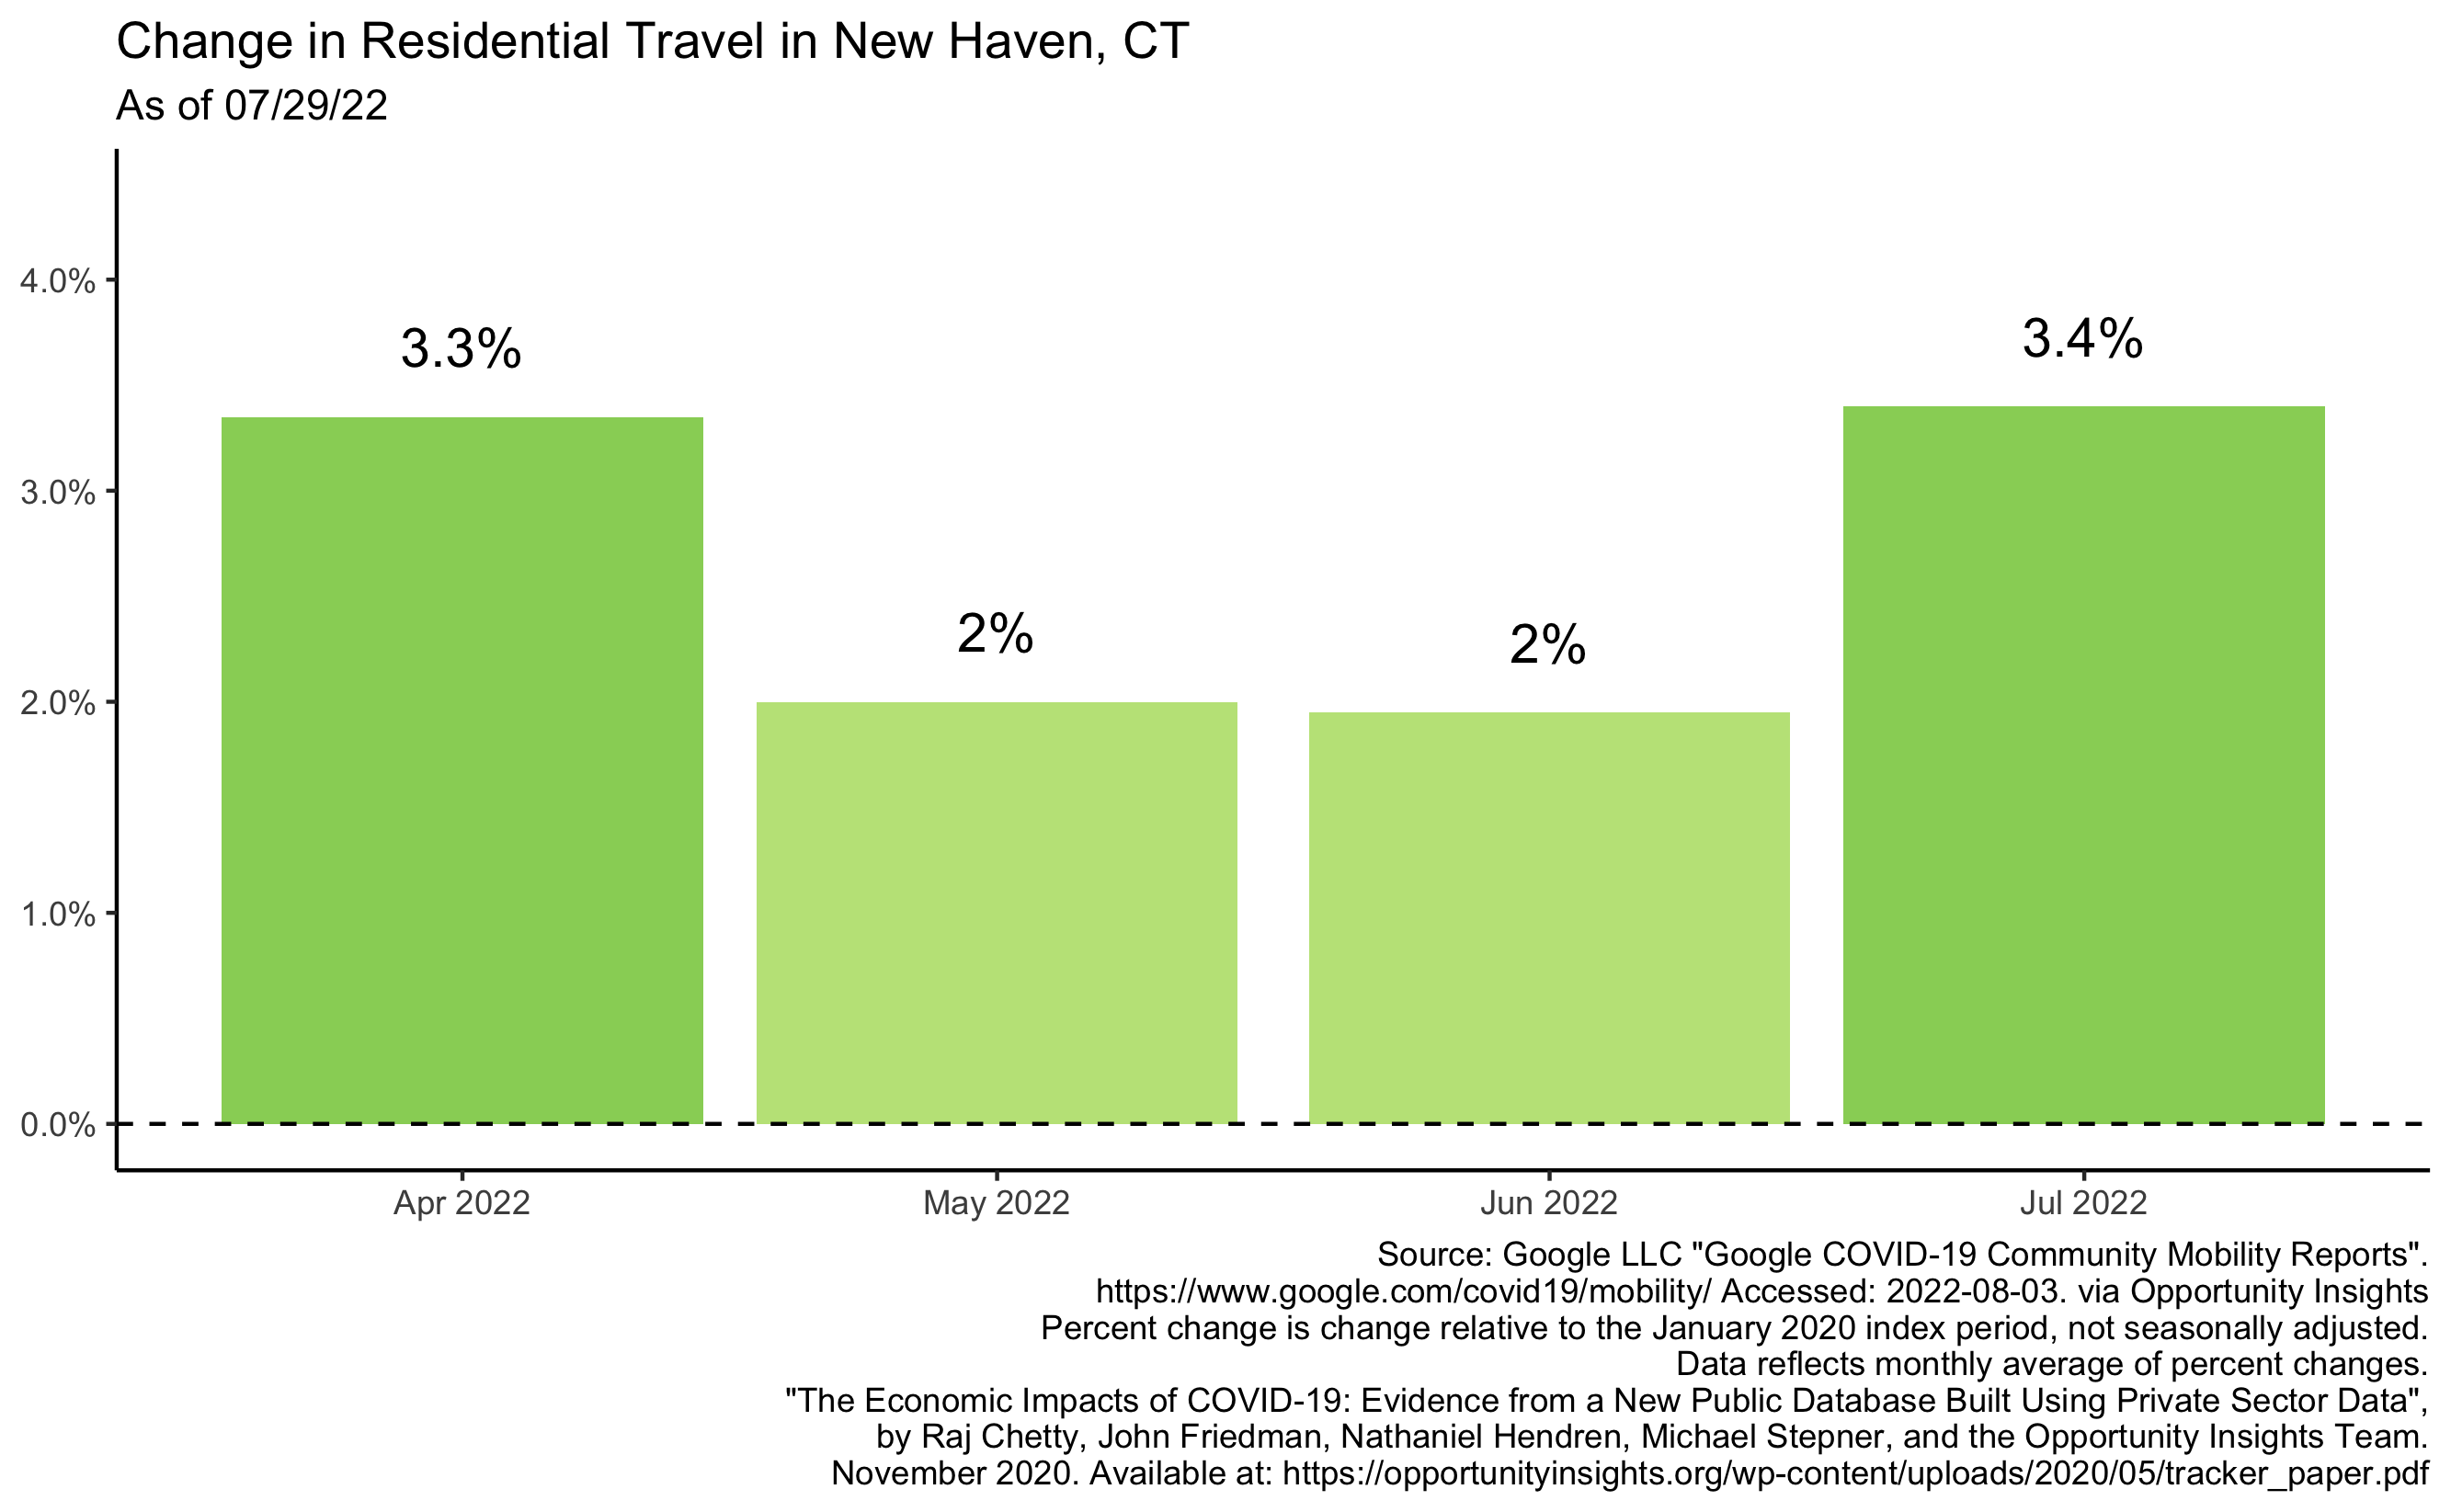 Change in Residential Travel in New Haven, CT
As of 07/29/22
4.0%
3.0%
2.0%
1.0%
0.0%
3.3%
2%
2%
3.4%
Apr 2022
May 2022
Jun 2022
Jul 2022
Source: Google LLC "Google COVID-19 Community Mobility Reports".
https://www.google.com/covid19/mobility/ Accessed: 2022-08-03. via Opportunity Insights
Percent change is change relative to the January 2020 index period, not seasonally adjusted.
Data reflects monthly average of percent changes.
"The Economic Impacts of COVID-19: Evidence from a New Public Database Built Using Private Sector Data",
by Raj Chetty, John Friedman, Nathaniel Hendren, Michael Stepner, and the Opportunity Insights Team.
November 2020. Available at: https://opportunityinsights.org/wp-content/uploads/2020/05/tracker_paper.pdf